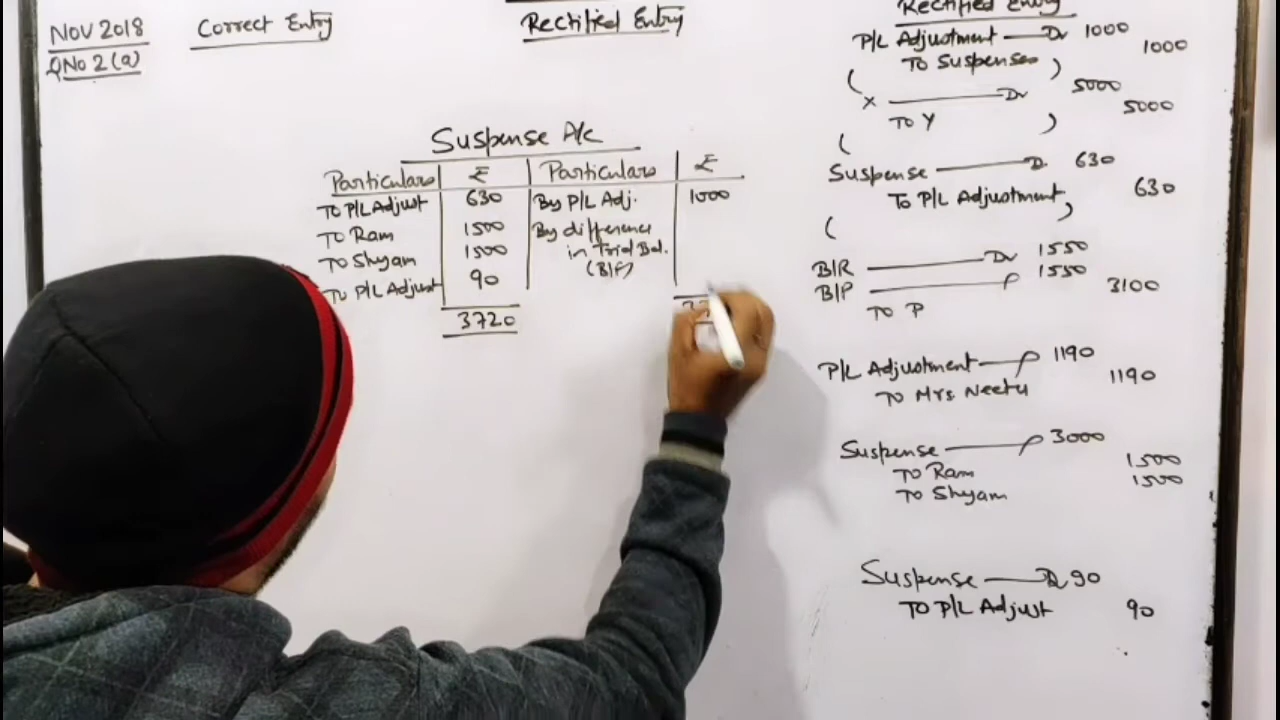 Nov 2018
QNo 2 (a)
Correct Entry
Rectified Entry
Suspense A/c
Particulars ₹ Particulars ₹
To P/L Adjust 630 By P/L Adj. 1000
To Ram 1500 By difference
To Shyam 1500 in Trial Bal.
To P/L Adjust 90 (B/F)
3720
Rectified Entry
P/L Adjustment Dr 1000
To Suspense 1000
( )
X Dr 5000
To Y 5000
( )
Suspense D 630
To P/L Adjustment 630
( )
B/R Dr 1550
B/P 1550
To P 3100
P/L Adjustment 1190
To Mrs Neetu 1190
Suspense 3000
To Ram 1500
To Shyam 1500
Suspense D 90
To P/L Adjust 90